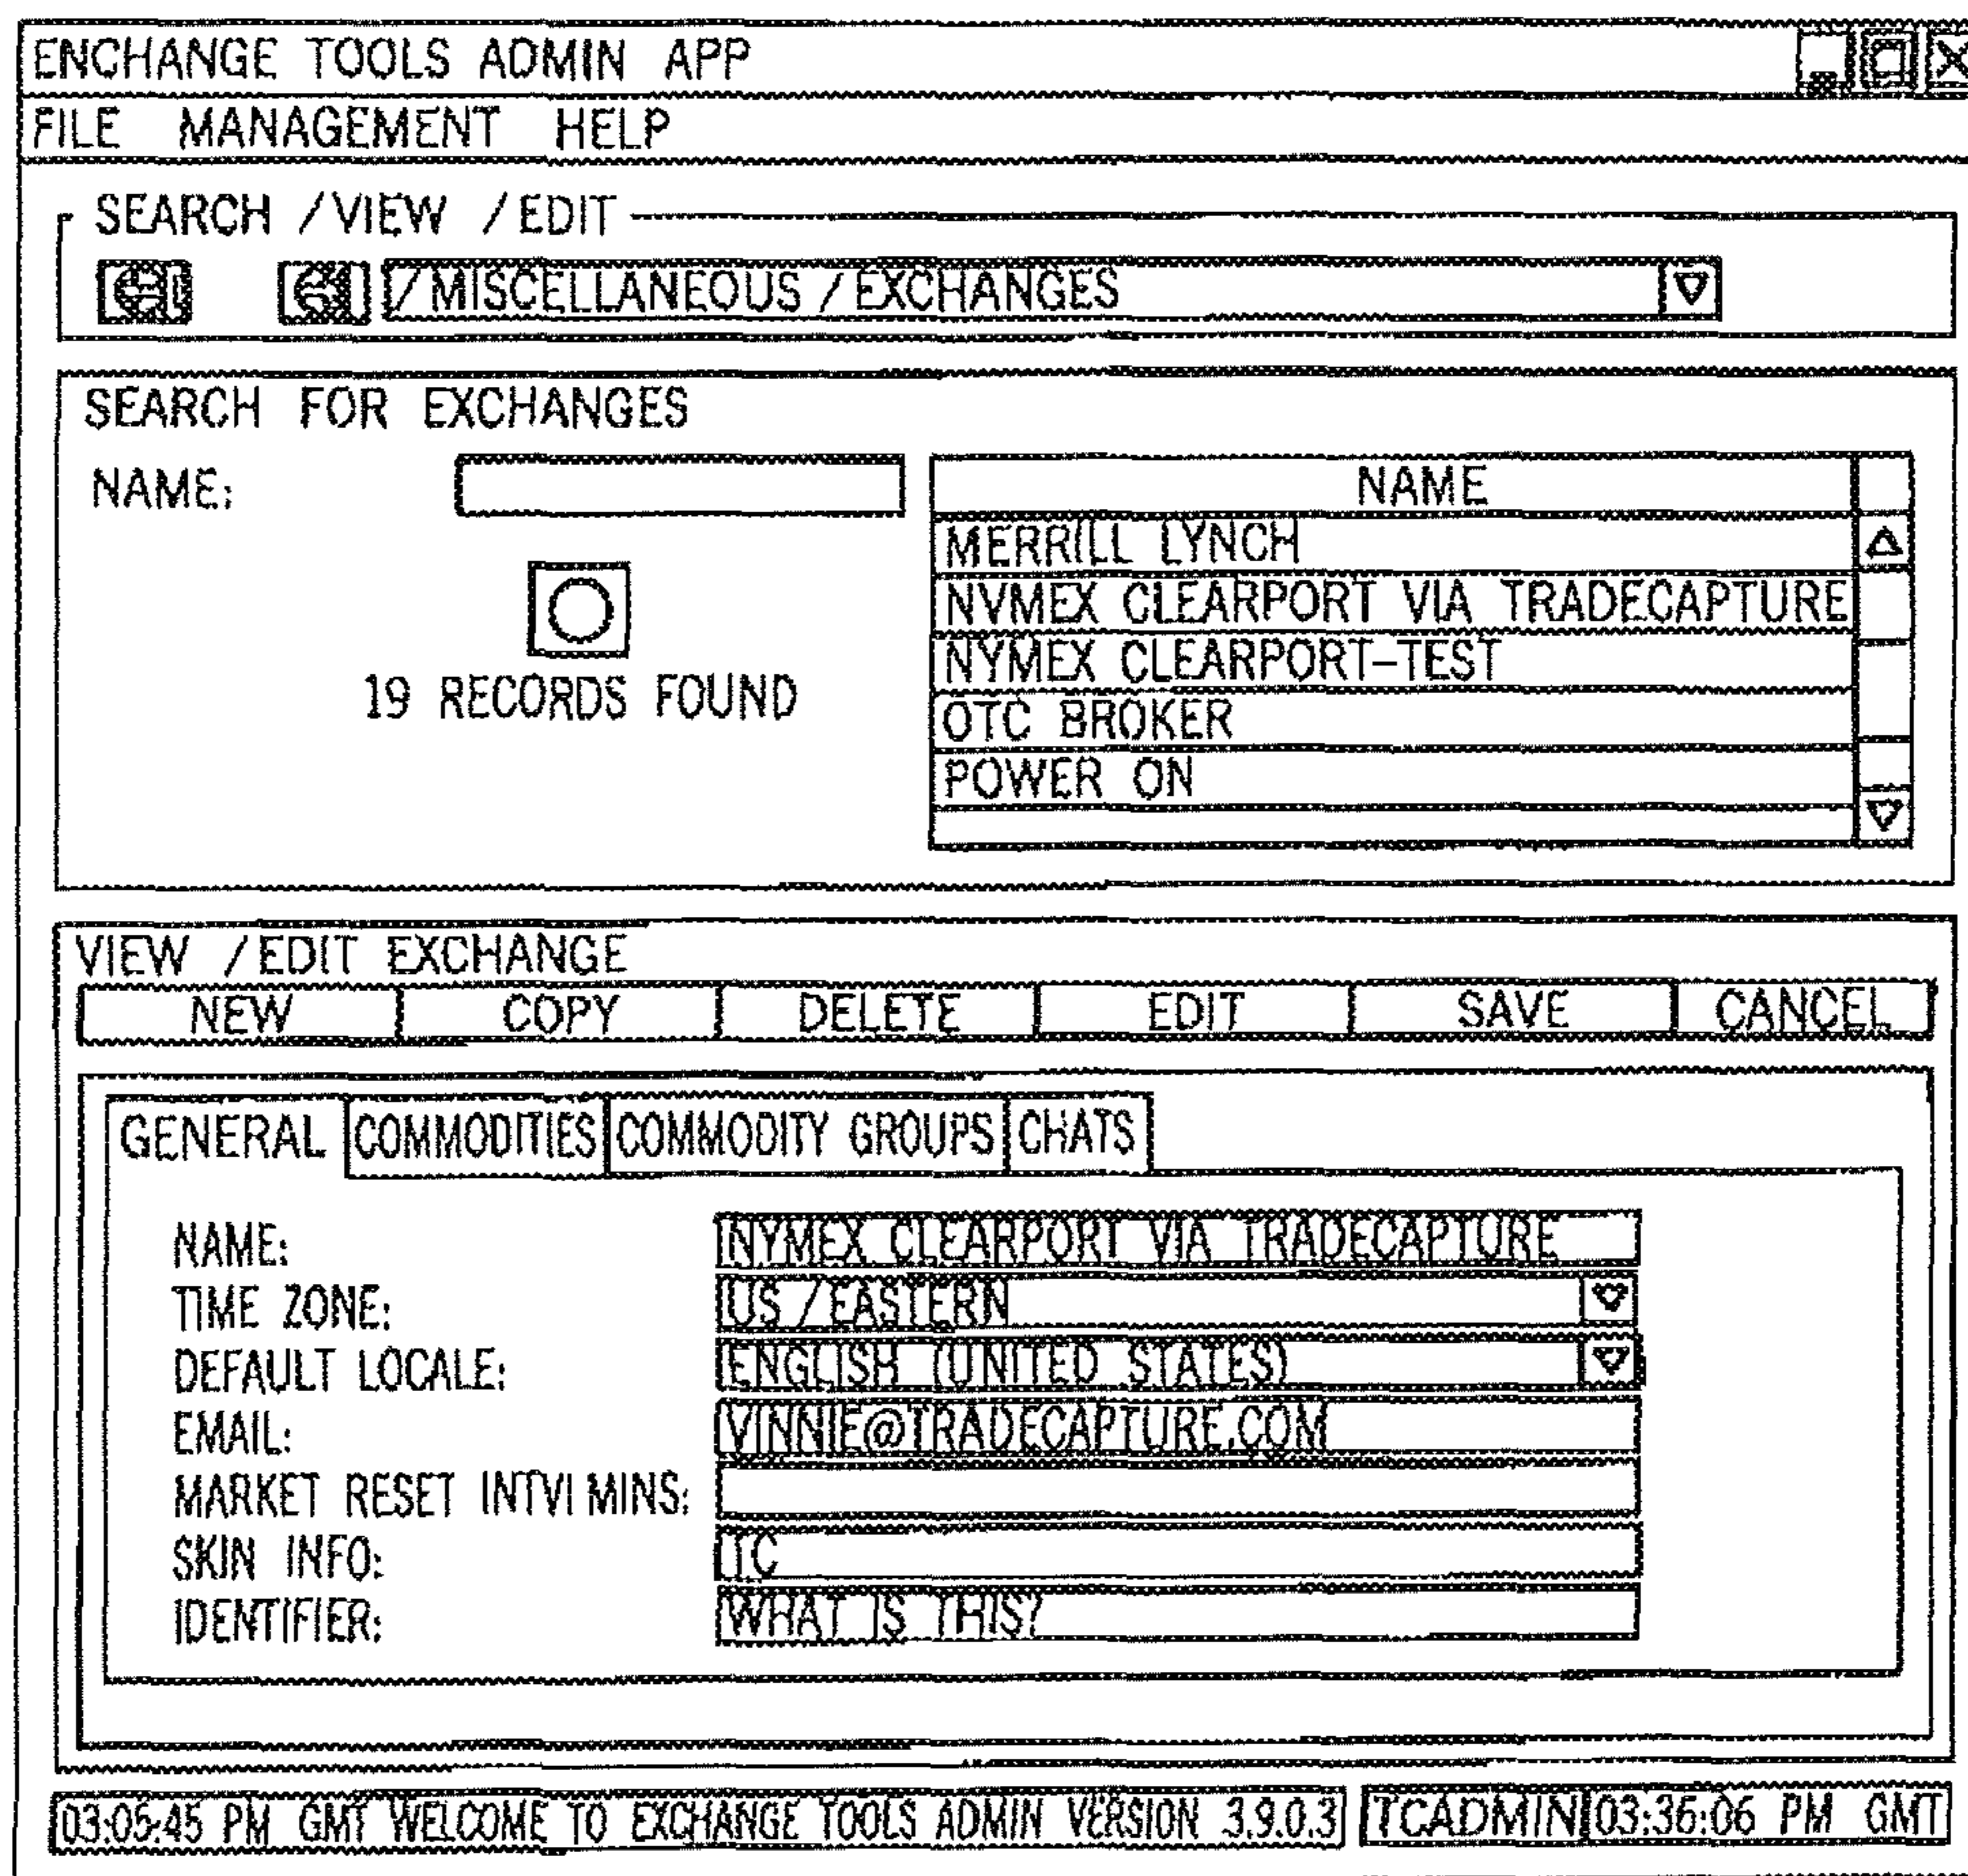 ENCHANGE TOOLS ADMIN APP
FILE MANAGEMENT HELP
SEARCH /VIEW /EDIT
/MISCELLANEOUS/EXCHANGES
SEARCH FOR EXCHANGES
NAME:
NAME
MERRILL LYNCH
NVMEX CLEARPORT VIA TRADECAPTURE
NYMEX CLEARPORT-TEST
19 RECORDS FOUND
OTC BROKER
POWER ON
VIEW /EDIT EXCHANGE
NEW COPY DELETE EDIT SAVE CANCEL
GENERAL COMMODITIES COMMODITY GROUPS CHATS
NAME: NYMEX CLEARPORT VIA TRADECAPTURE
TIME ZONE: US/EASTERN
DEFAULT LOCALE: ENGLISH (UNITED STATES)
EMAIL: VINNIE@TRADECAPTURE.COM
MARKET RESET INTVI MINS:
SKIN INFO: TC
IDENTIFIER: WHAT IS THIS?
03:05:45 PM GMT WELCOME TO EXCHANGE TOOLS ADMIN VERSION 3.9.0.3 TCADMIN 03:36:06 PM GMT